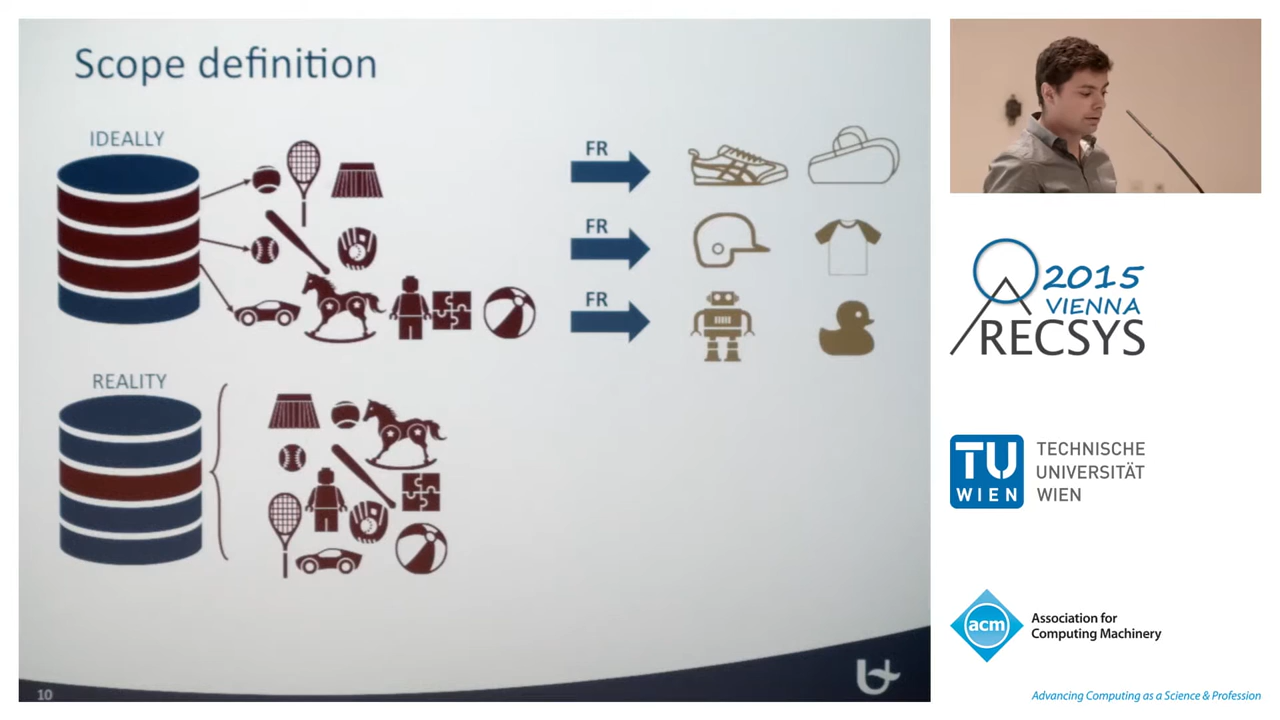 Scope definition
IDEALLY
FR
FR
FR
REALITY
10
2015
VIENNA
RECSYS
TU
WIEN
TECHNISCHE
UNIVERSITÄT
WIEN
acm
Association for
Computing Machinery
Advancing Computing as a Science & Profession